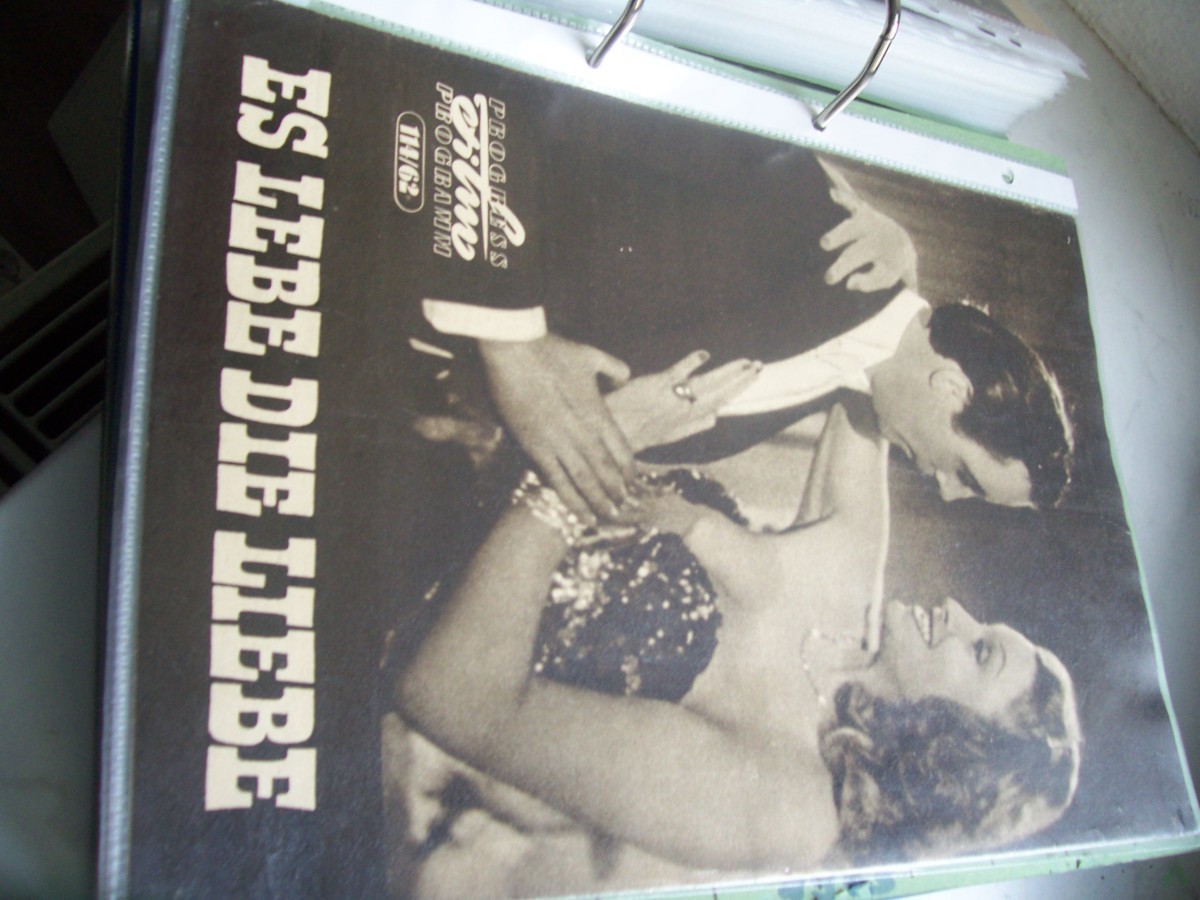 PROGRESS
Film
PROGRAMM
114/62
ES LEBE DIE LIEBE